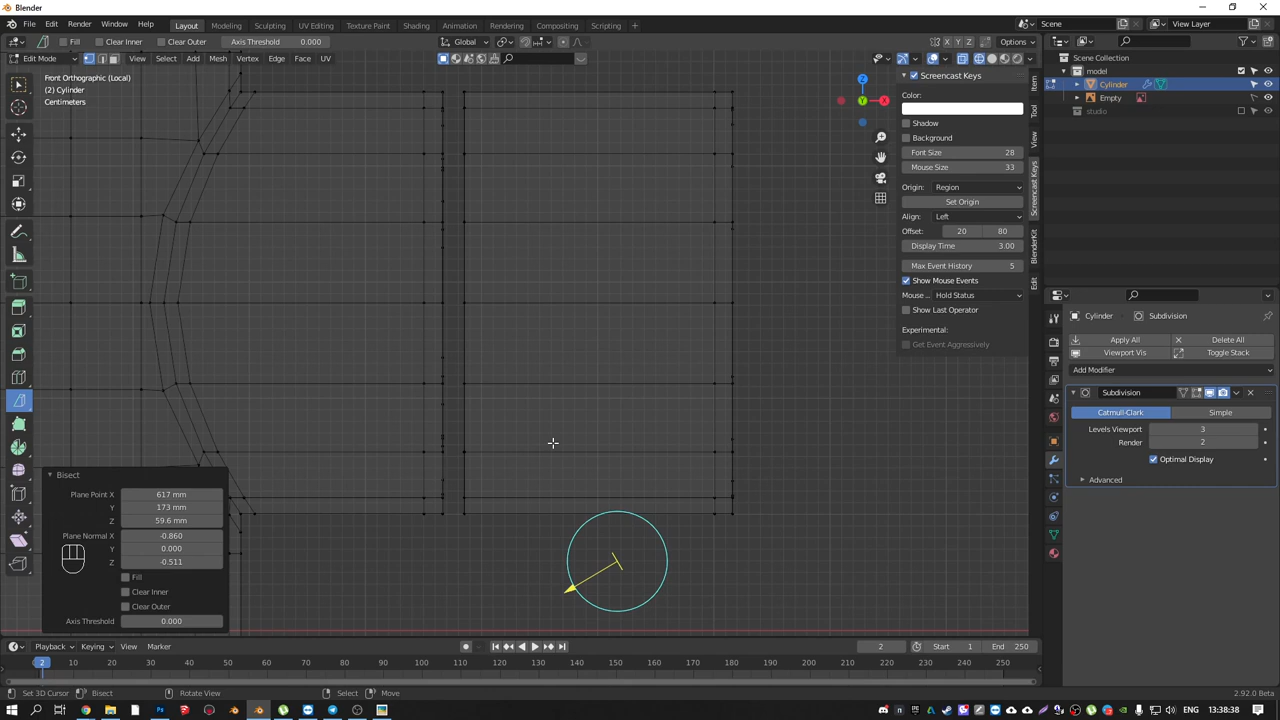 Blender
File Edit Render Window Help Layout Modeling Sculpting UV Editing Texture Paint Shading Animation Rendering Compositing Scripting Scene View Layer
Fill Clear Inner Clear Outer Axis Threshold 0.000 Global X Y Z Options
Edit Mode View Select Add Mesh Vertex Edge Face UV
Front Orthographic (Local)
(2) Cylinder
Centimeters
Z
Y
X
Screencast Keys
Color:
Shadow
Background
Font Size 28
Mouse Size 33
Origin: Region
Set Origin
Align: Left
Offset: 20 80
Display Time 3.00
Max Event History 5
Show Mouse Events
Mouse ... Hold Status
Show Last Operator
Experimental:
Get Event Aggressively
Item
Tool
View
Screencast Keys
BlenderKit
Edit
Scene Collection
model
Cylinder
Empty
studio
Cylinder Subdivision
Apply All Delete All
Viewport Vis Toggle Stack
Add Modifier
Subdivision
Catmull-Clark Simple
Levels Viewport 3
Render 2
Optimal Display
Advanced
Bisect
Plane Point X 617 mm
Y 173 mm
Z 59.6 mm
Plane Normal X -0.860
Y 0.000
Z -0.511
Fill
Clear Inner
Clear Outer
Axis Threshold 0.000
Playback Keying View Marker 2 Start 1 End 250
2 10 20 30 40 50 60 70 80 90 100 110 120 130 140 150 160 170 180 190 200 210 220 230 240 250
Set 3D Cursor Bisect Rotate View Select Move 2.92.0 Beta
ENG 13:38:38